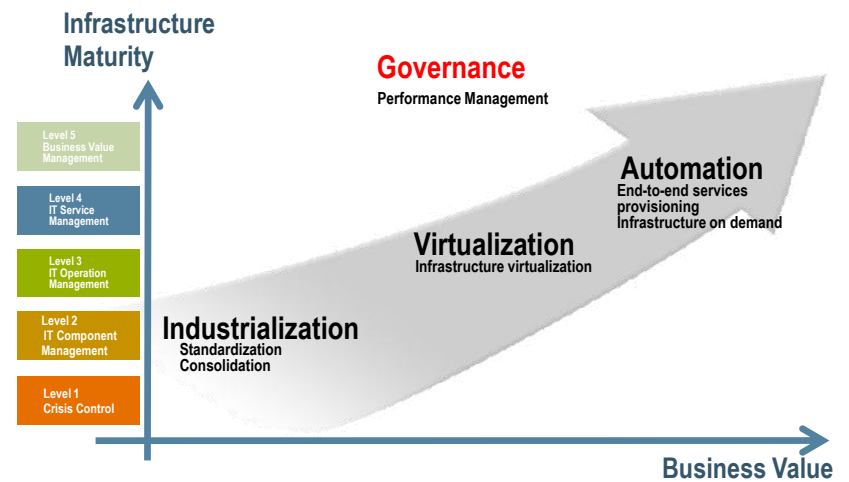 Infrastructure
Maturity
Governance
Performance Management
Level 5
Business Value
Management
Level 4
IT Service
Management
Level 3
IT Operation
Management
Level 2
IT Component
Management
Level 1
Crisis Control
Automation
End-to-end services
provisioning
Infrastructure on demand
Virtualization
Infrastructure virtualization
Industrialization
Standardization
Consolidation
Business Value